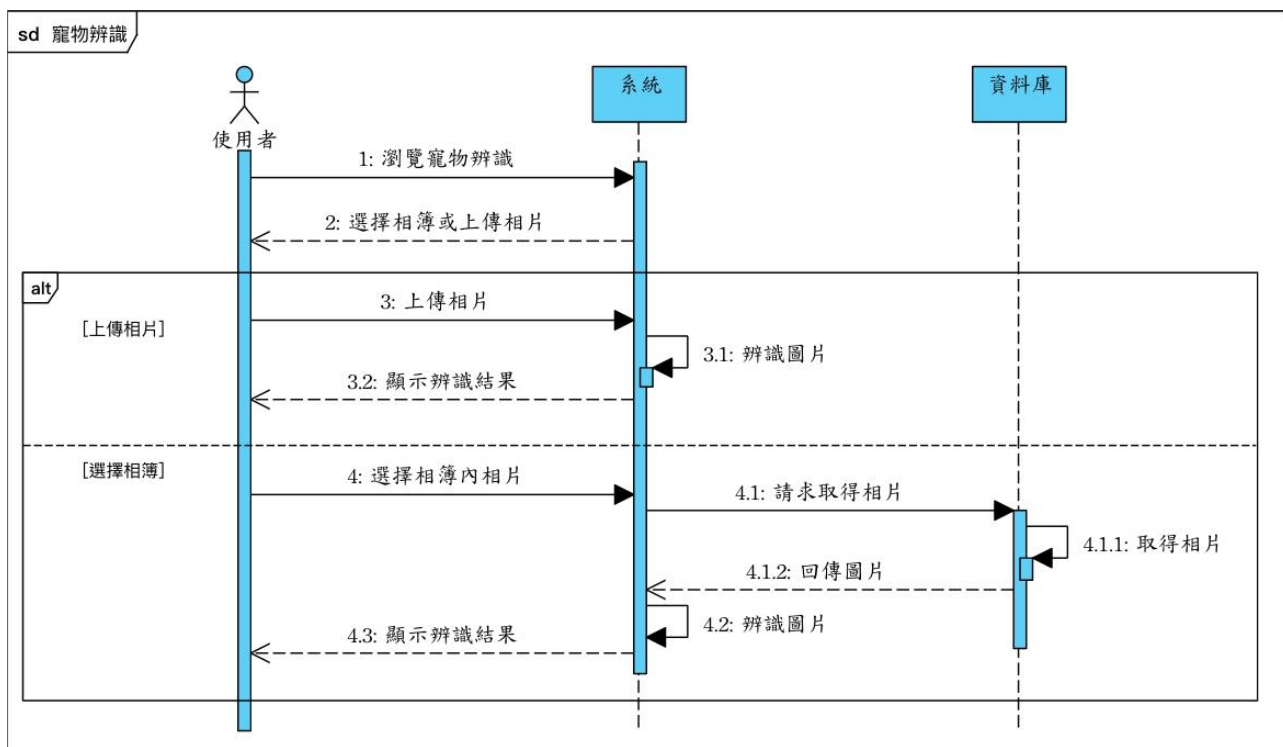 sd 寵物辨識
使用者
系統
資料庫
1: 瀏覽寵物辨識
2: 選擇相簿或上傳相片
alt
[上傳相片]
3: 上傳相片
3.1: 辨識圖片
3.2: 顯示辨識結果
[選擇相簿]
4: 選擇相簿內相片
4.1: 請求取得相片
4.1.1: 取得相片
4.1.2: 回傳圖片
4.2: 辨識圖片
4.3: 顯示辨識結果